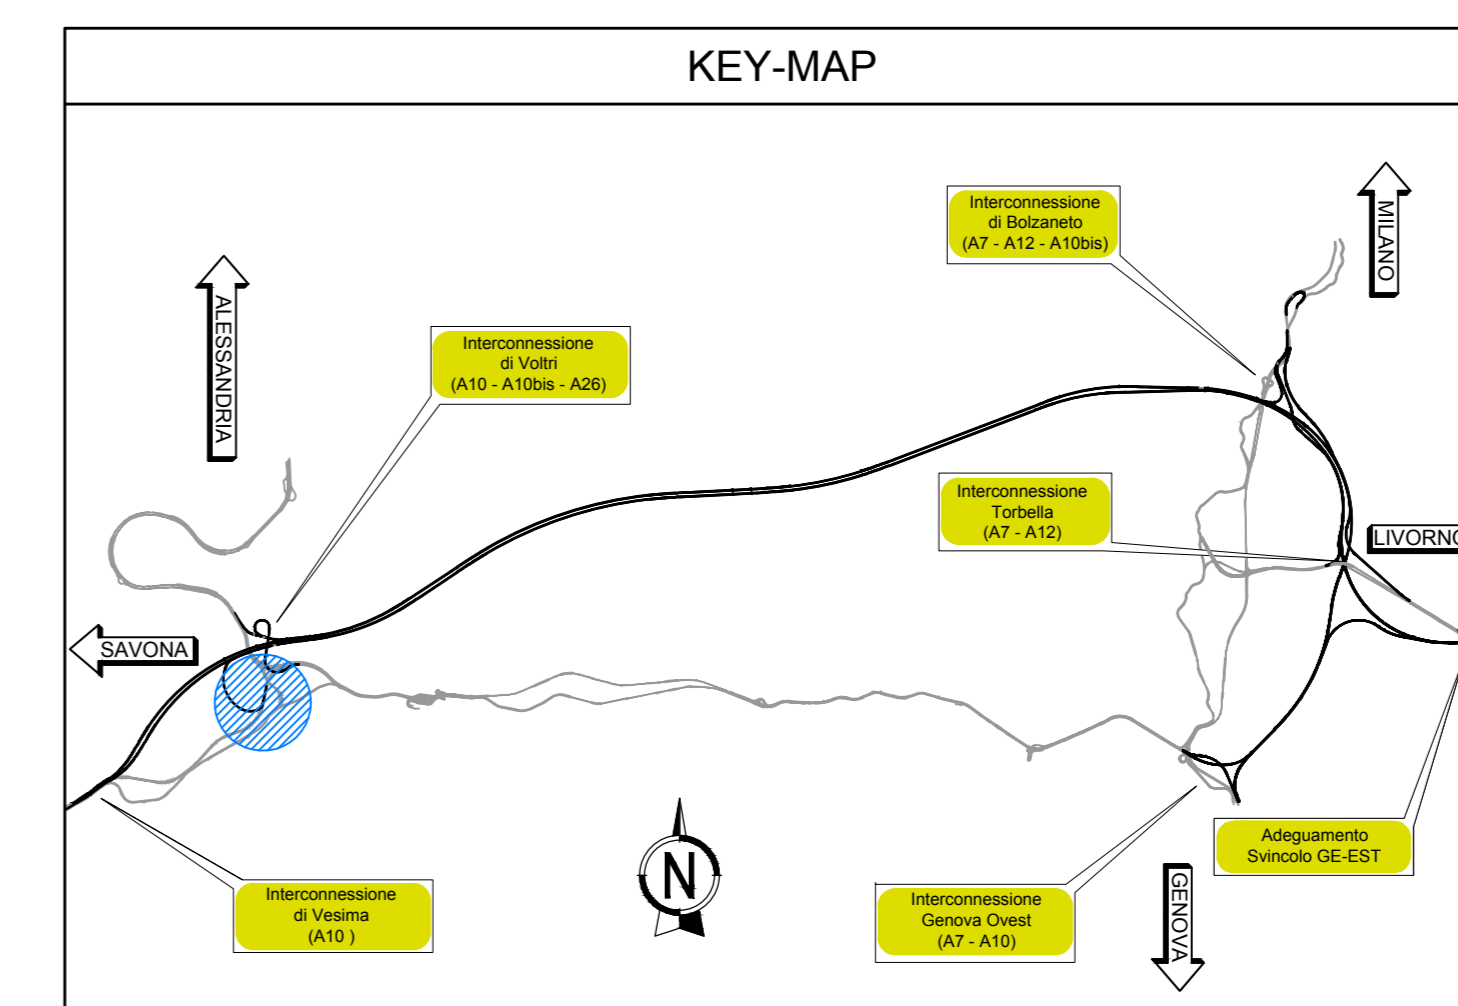 KEY-MAP
Interconnessione
di Bolzaneto
(A7 - A12 - A10bis)
MILANO
ALESSANDRIA
Interconnessione
di Voltri
(A10 - A10bis - A26)
Interconnessione
Torbella
(A7 - A12)
LIVORNO
SAVONA
Adeguamento
Svincolo GE-EST
Interconnessione
di Vesima
(A10 )
N
Interconnessione
Genova Ovest
(A7 - A10)
GENOVA